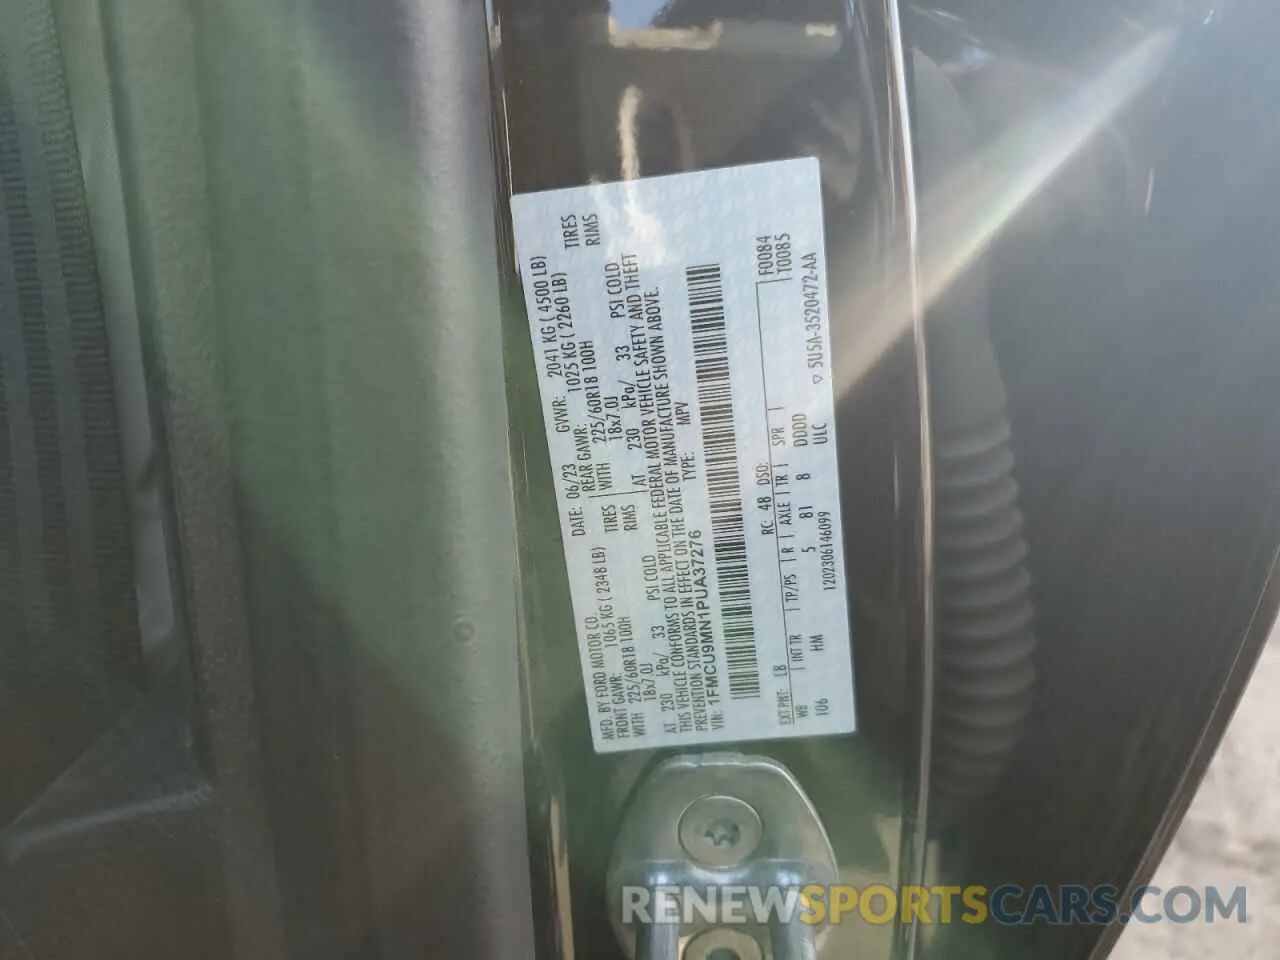 MFD. BY FORD MOTOR CO.
DATE: 06/23 GVWR: 2041 KG ( 4500 LB)
FRONT GAWR: 1065 KG ( 2348 LB) REAR GAWR: 1025 KG ( 2260 LB)
WITH 225/60R18 100H TIRES WITH 225/60R18 100H TIRES
18x7.0J RIMS 18x7.0J RIMS
AT 230 kPa/ 33 PSI COLD AT 230 kPa/ 33 PSI COLD
THIS VEHICLE CONFORMS TO ALL APPLICABLE FEDERAL MOTOR VEHICLE SAFETY AND THEFT
PREVENTION STANDARDS IN EFFECT ON THE DATE OF MANUFACTURE SHOWN ABOVE.
VIN: 1FMCU9MN1PUA37276 TYPE: MPV
F0084
T0085
EXT PNT: LB RC: 48 DSO:
WB INT TR TP/PS R AXLE TR SPR
106 HM 5 81 8 DDDD
1202306146099 ULC ▽ 5USA-3520472-AA
RENEWSPORTSCARS.COM